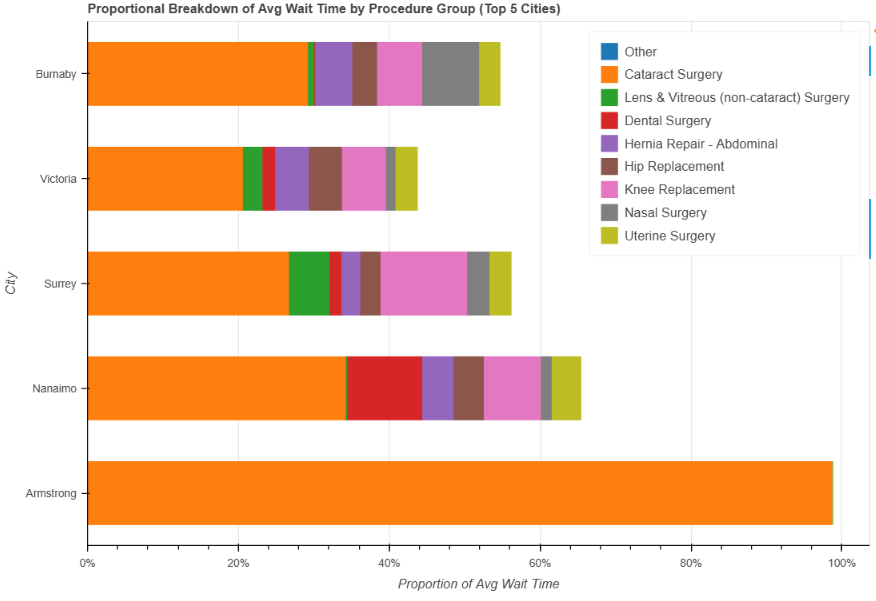 Proportional Breakdown of Avg Wait Time by Procedure Group (Top 5 Cities)
Other
Cataract Surgery
Lens & Vitreous (non-cataract) Surgery
Dental Surgery
Hernia Repair - Abdominal
Hip Replacement
Knee Replacement
Nasal Surgery
Uterine Surgery
City
Burnaby
Victoria
Surrey
Nanaimo
Armstrong
0% 20% 40% 60% 80% 100%
Proportion of Avg Wait Time